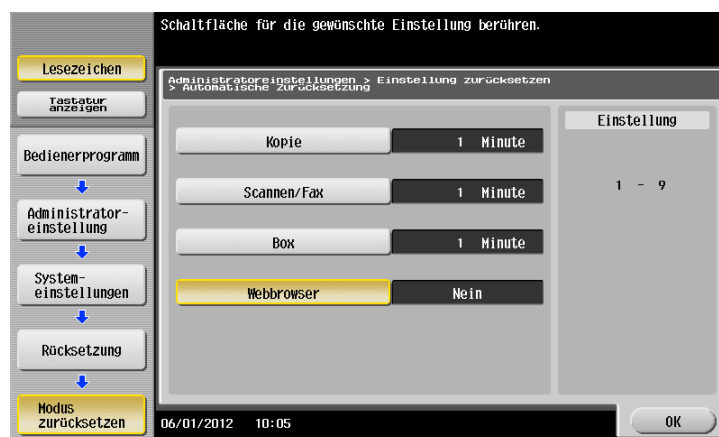 Schaltfläche für die gewünschte Einstellung berühren.
Lesezeichen
Tastatur
anzeigen
Bedienerprogramm
Administrator-
einstellung
System-
einstellungen
Rücksetzung
Modus
zurücksetzen
Administratoreinstellungen > Einstellung zurücksetzen
> Automatische Zurücksetzung
Kopie 1 Minute
Scannen/Fax 1 Minute
Box 1 Minute
Webbrowser Nein
Einstellung
1 - 9
06/01/2012 10:05
OK